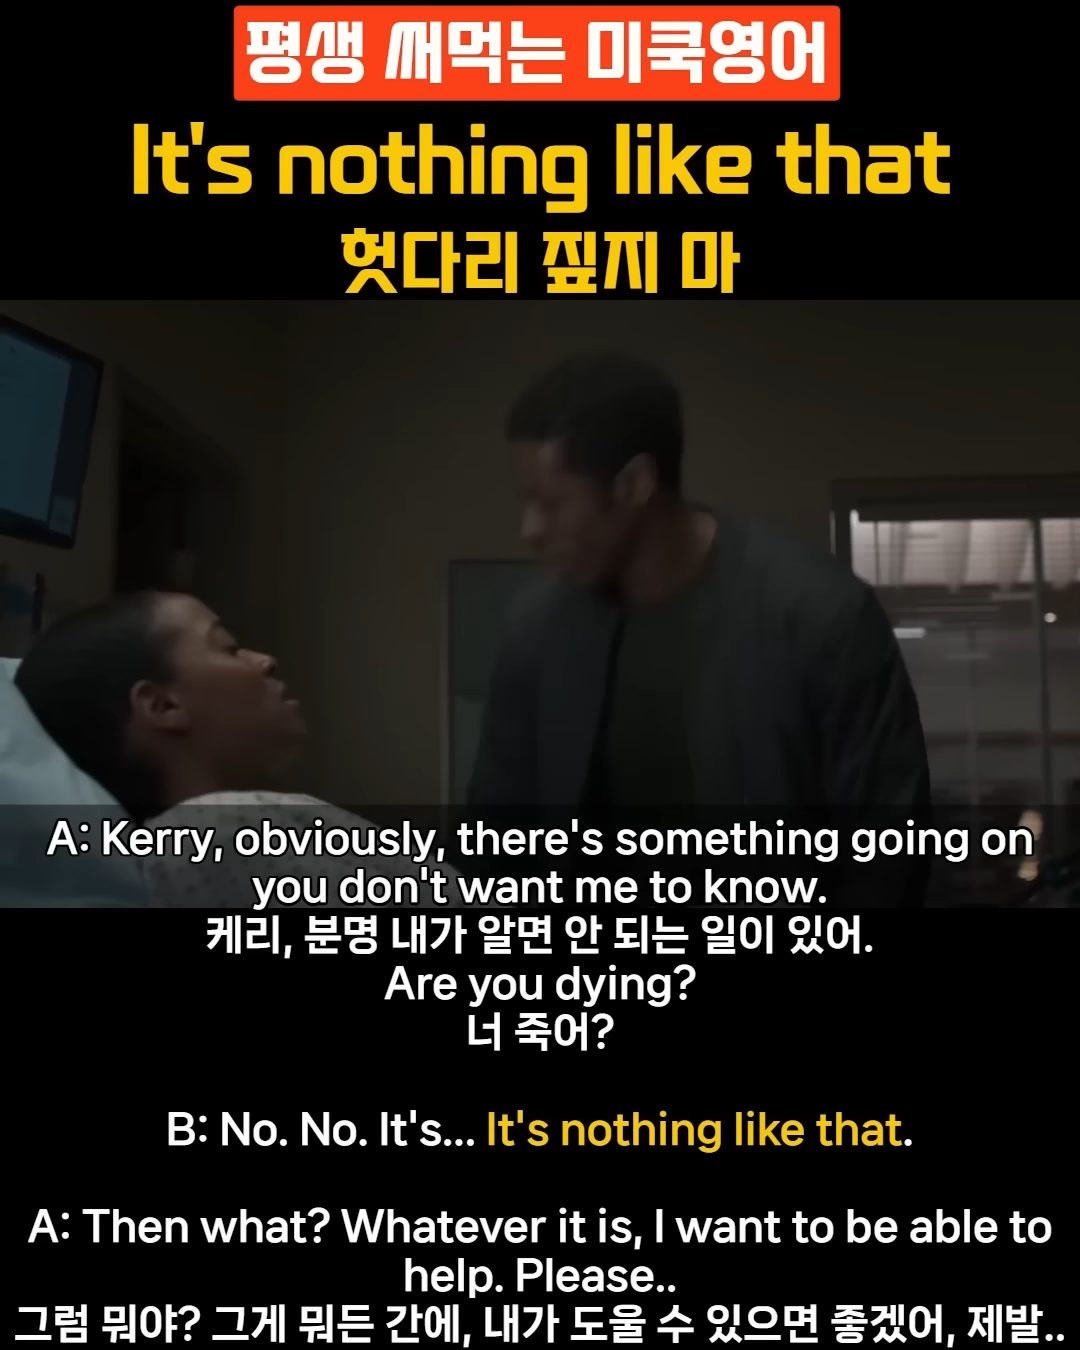 평생 써먹는 미쿡영어
It's nothing like that
헛다리 짚지 마
A: Kerry, obviously, there's something going on
you don't want me to know.
케리, 분명 내가 알면 안 되는 일이 있어.
Are you dying?
너 죽어?
B: No. No. It's... It's nothing like that.
A: Then what? Whatever it is, I want to be able to
help. Please..
그럼 뭐야? 그게 뭐든 간에, 내가 도울 수 있으면 좋겠어, 제발..